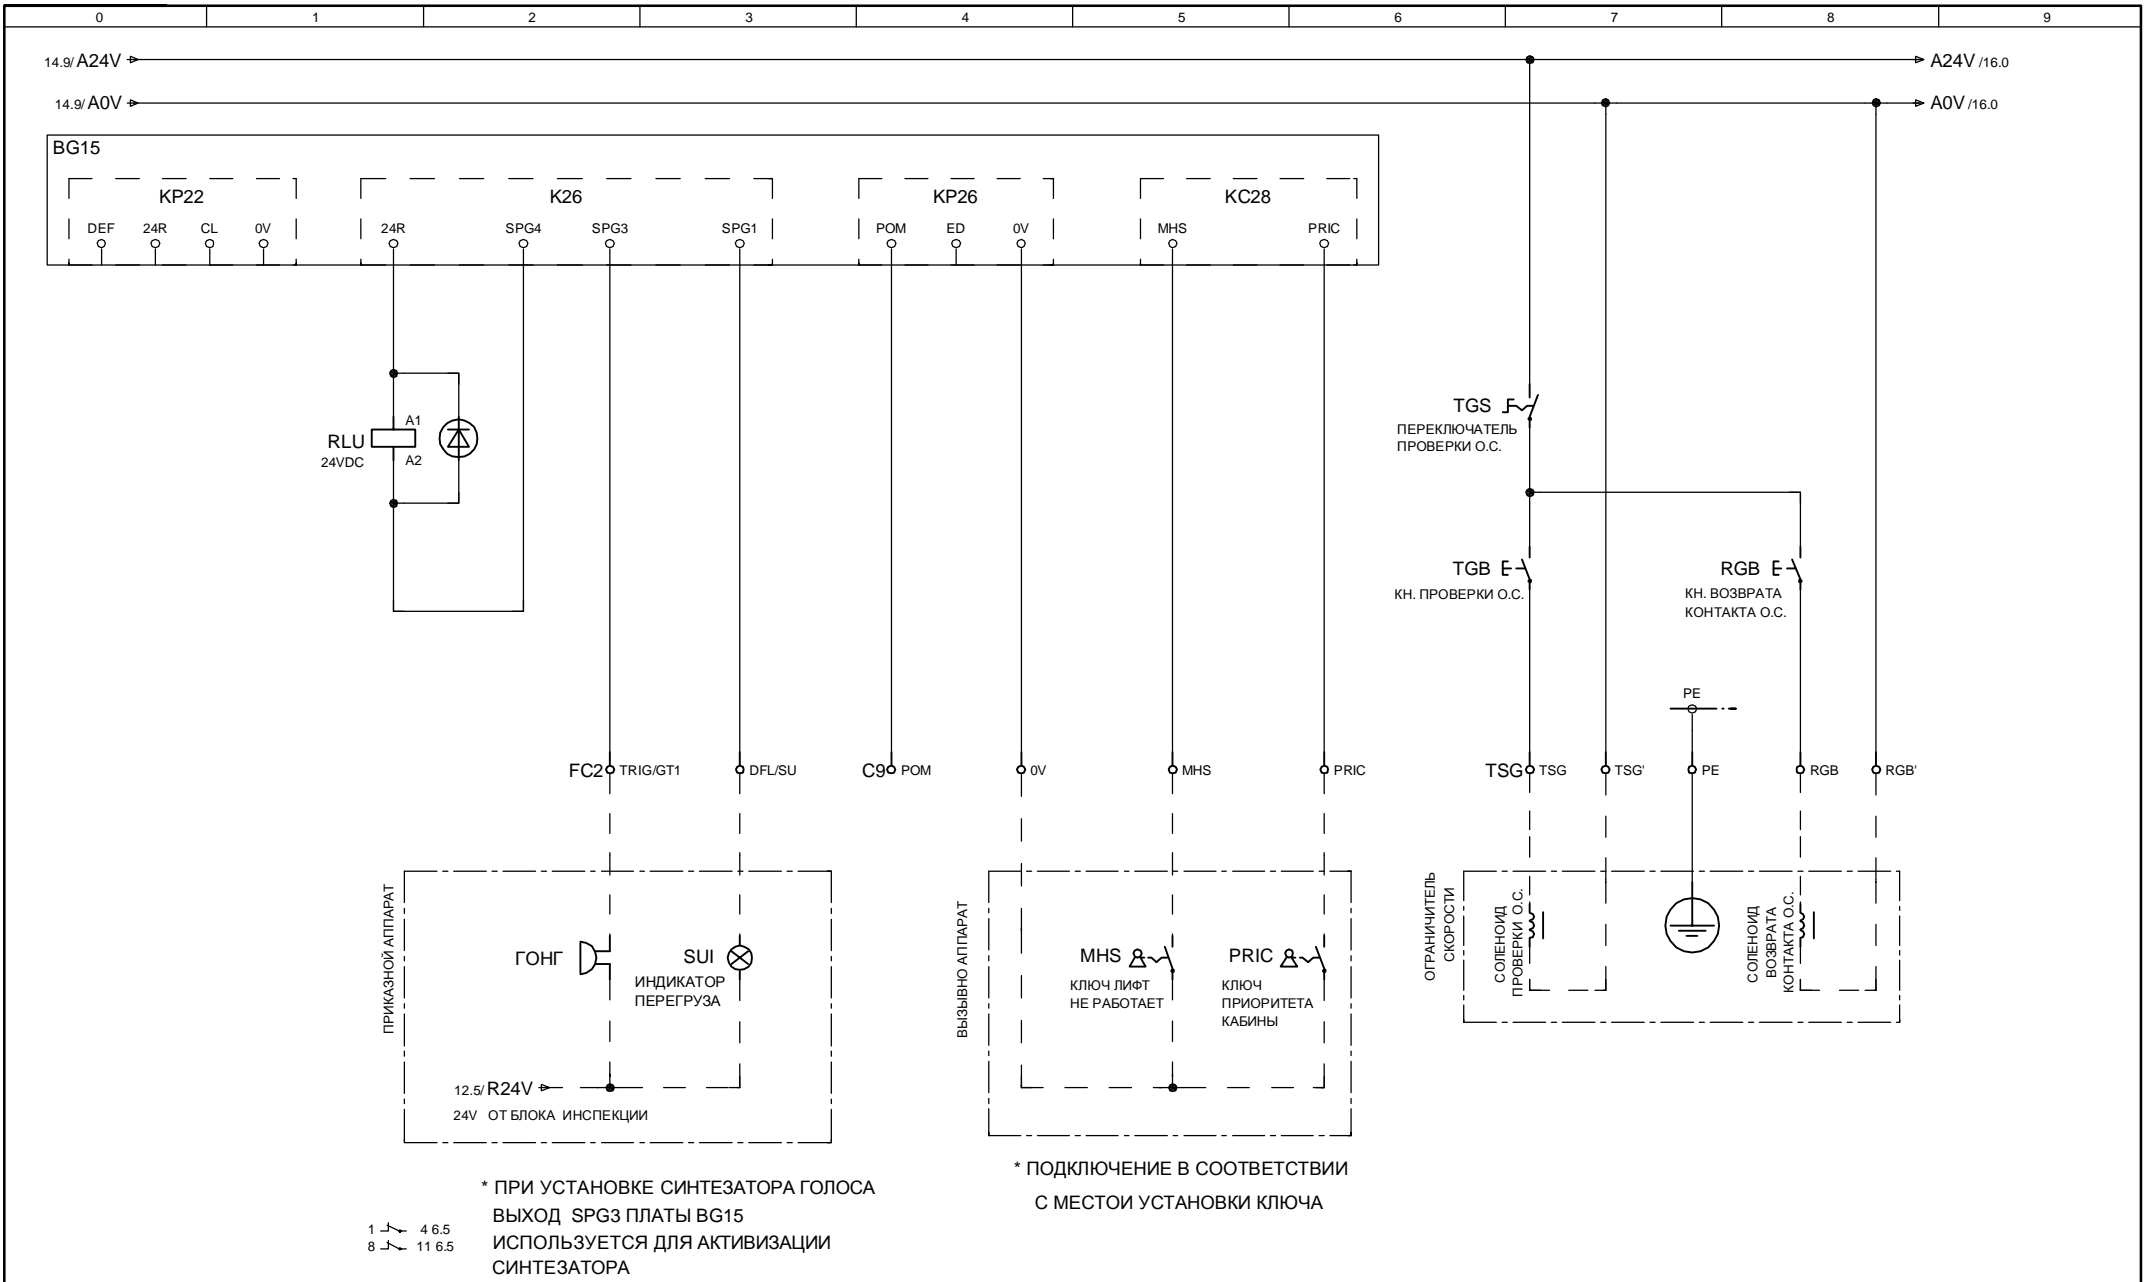 0 1 2 3 4 5 6 7 8 9
14.9/ A24V
A24V /16.0
14.9/ A0V
A0V /16.0
BG15
KP22
K26
KP26
KC28
DEF 24R CL 0V
24R SPG4 SPG3 SPG1
POM ED 0V
MHS PRIC
A1
RLU
24VDC
A2
TGS
ПЕРЕКЛЮЧАТЕЛЬ
ПРОВЕРКИ О.С.
TGB
КН. ПРОВЕРКИ О.С.
RGB
КН. ВОЗВРАТА
КОНТАКТА О.С.
PE
FC2 TRIG/GT1
DFL/SU
C9 POM
0V
MHS
PRIC
TSG TSG
TSG'
PE
RGB
RGB'
ПРИКАЗНОЙ АППАРАТ
ГОНГ
SUI
ИНДИКАТОР
ПЕРЕГРУЗА
12.5/ R24V
24V ОТ БЛОКА ИНСПЕКЦИИ
ВЫЗЫВНО АППАРАТ
MHS
КЛЮЧ ЛИФТ
НЕ РАБОТАЕТ
PRIC
КЛЮЧ
ПРИОРИТЕТА
КАБИНЫ
ОГРАНИЧИТЕЛЬ
СКОРОСТИ
СОЛЕНОИД
ПРОВЕРКИ О.С.
СОЛЕНОИД
ВОЗВРАТА
КОНТАКТА О.С.
* ПРИ УСТАНОВКЕ СИНТЕЗАТОРА ГОЛОСА
ВЫХОД SPG3 ПЛАТЫ BG15
ИСПОЛЬЗУЕТСЯ ДЛЯ АКТИВИЗАЦИИ
СИНТЕЗАТОРА
* ПОДКЛЮЧЕНИЕ В СООТВЕТСТВИИ
С МЕСТОИ УСТАНОВКИ КЛЮЧА
1 4 6.5
8 11 6.5